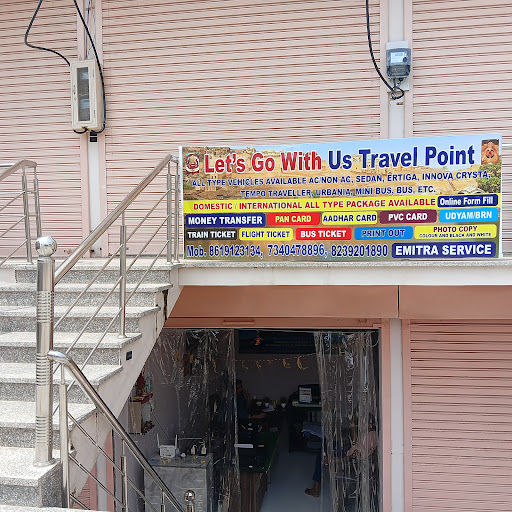 Let's Go With Us Travel Point
ALL TYPE VEHICLES AVAILABLE AC/NON AC, SEDAN, ERTIGA, INNOVA CRYSTA,
TEMPO TRAVELLER, URBANIA, MINI BUS, BUS, ETC.
DOMESTIC INTERNATIONAL ALL TYPE PACKAGE AVAILABLE Online Form Fill
MONEY TRANSFER PAN CARD AADHAR CARD PVC CARD UDYAM/BRN
TRAIN TICKET FLIGHT TICKET BUS TICKET PRINT OUT PHOTO COPY
COLOUR AND BLACK AND WHITE
Mob. 8619123134, 7340478896, 8239201890 EMITRA SERVICE